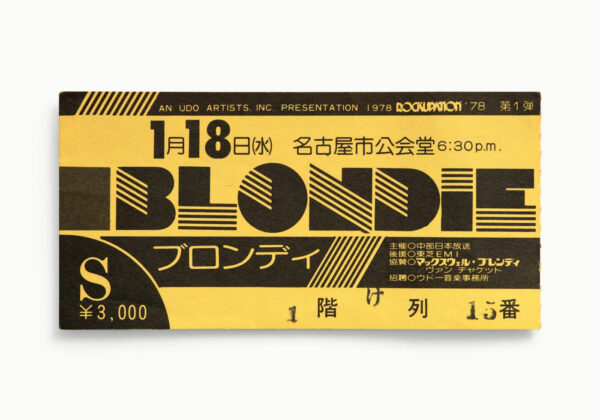 AN UDO ARTISTS, INC. PRESENTATION 1978 ROCKUPATION '78 第1弾
1月18日(水) 名古屋市公会堂 6:30p.m.
BLONDIE
ブロンディ
主催○中部日本放送
後援○東芝EMI
協賛○マックスウェル・ブレンディ
／ヴァン ヂャケット
招聘○ウドー音楽事務所
S
¥3,000
1 階 け 列 15番